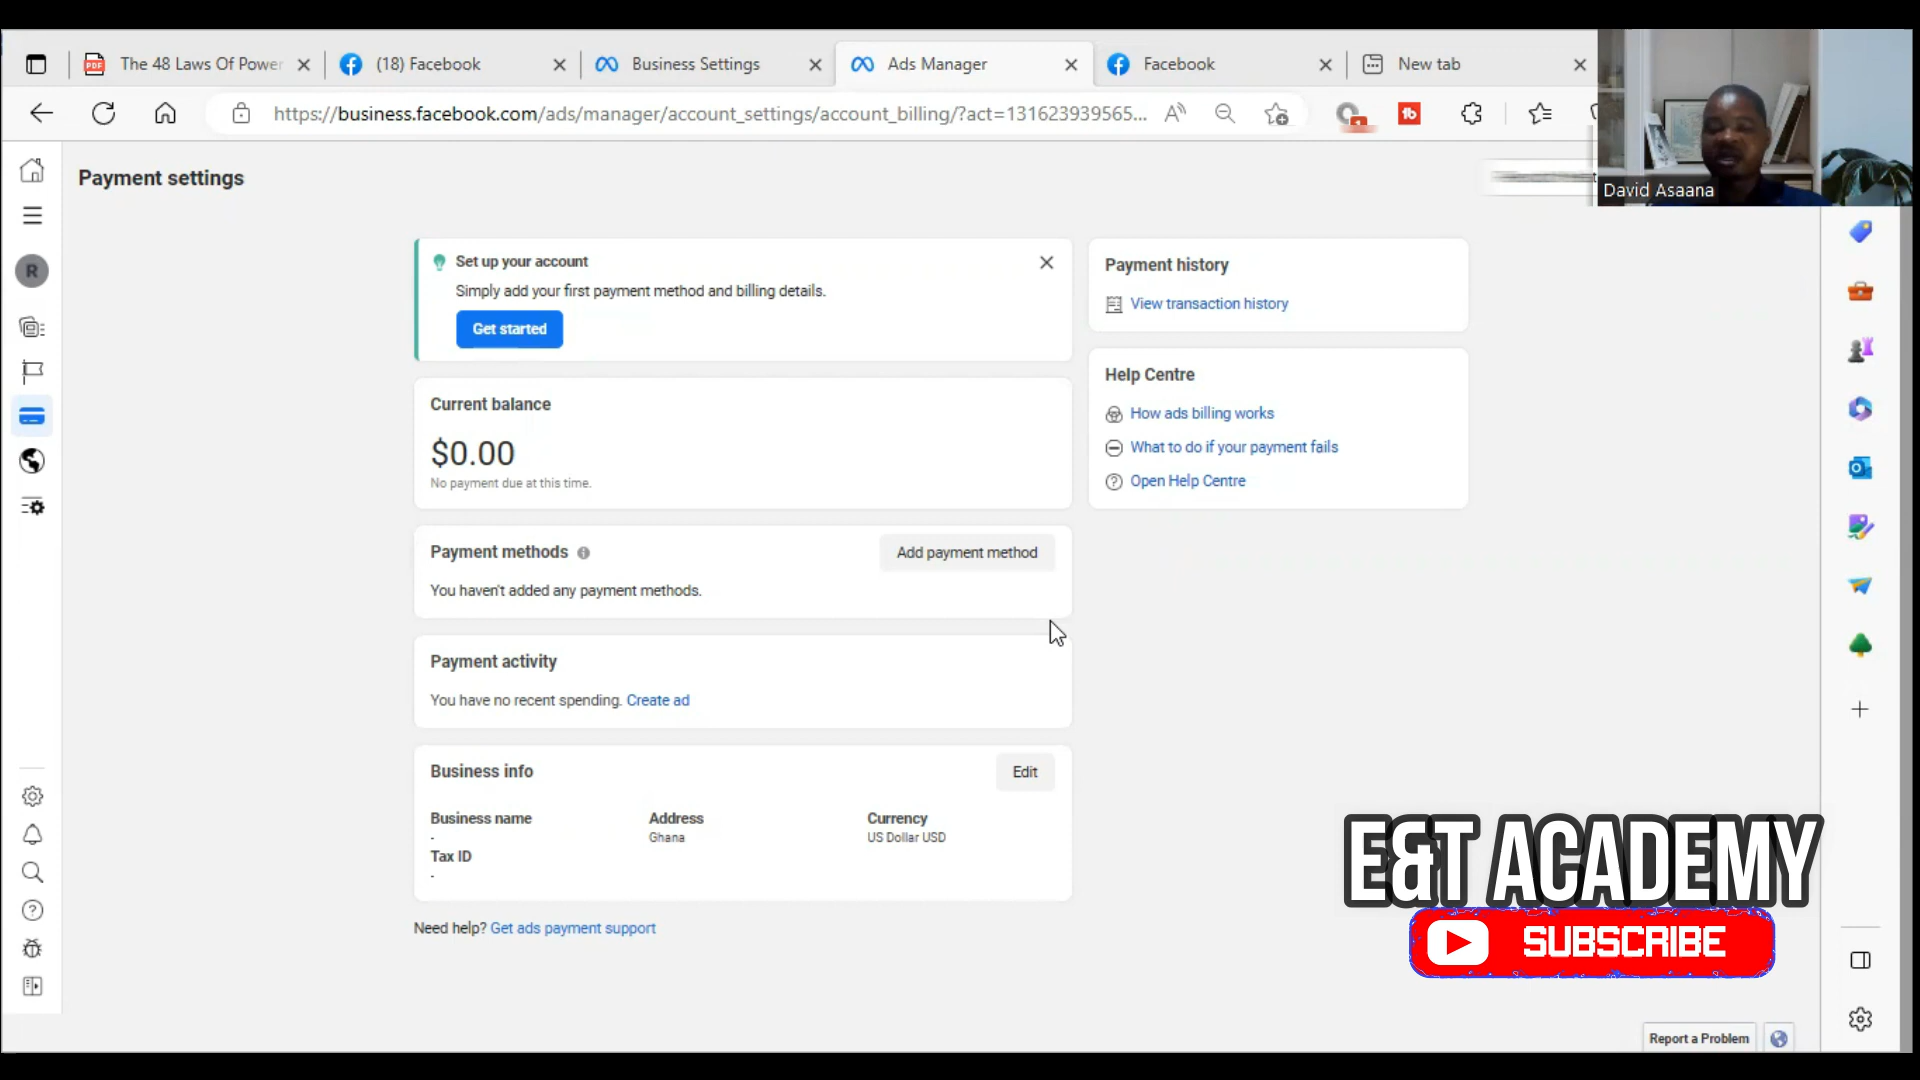 The 48 Laws Of Power
(18) Facebook
Business Settings
Ads Manager
Facebook
New tab
https://business.facebook.com/ads/manager/account_settings/account_billing/?act=131623939565...
David Asaana
Payment settings
R
Set up your account
Simply add your first payment method and billing details.
Get started
Current balance
$0.00
No payment due at this time.
Payment methods
Add payment method
You haven't added any payment methods.
Payment activity
You have no recent spending. Create ad
Business info
Edit
Business name
Address
Currency
-
Ghana
US Dollar USD
Tax ID
-
Need help? Get ads payment support
Payment history
View transaction history
Help Centre
How ads billing works
What to do if your payment fails
Open Help Centre
E&T ACADEMY
SUBSCRIBE
Report a Problem